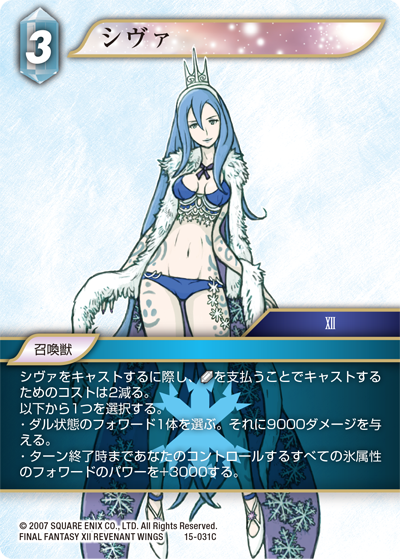 3
シヴァ
XII
召喚獣
シヴァをキャストするに際し、を支払うことでキャストする
ためのコストは2減る。
以下から1つを選択する。
・ダル状態のフォワード1体を選ぶ。それに9000ダメージを与
える。
・ターン終了時まであなたのコントロールするすべての氷属性
のフォワードのパワーを+3000する。
© 2007 SQUARE ENIX CO., LTD. All Rights Reserved.
FINAL FANTASY XII REVENANT WINGS 15-031C